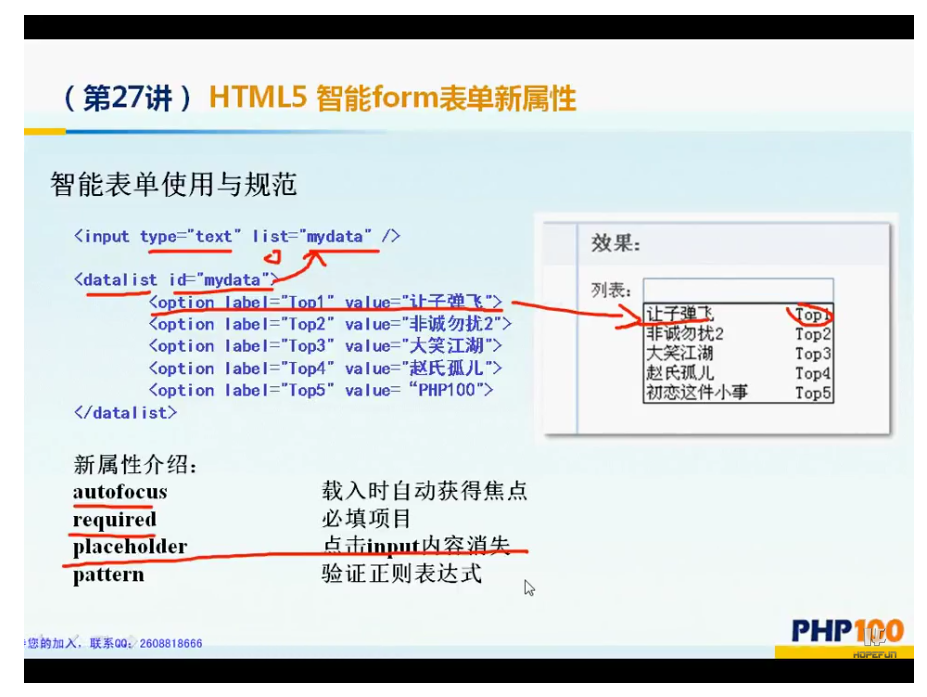 （第27讲） HTML5 智能form表单新属性
智能表单使用与规范
<input type="text" list="mydata" />
<datalist id="mydata">
<option label="Top1" value="让子弹飞">
<option label="Top2" value="非诚勿扰2">
<option label="Top3" value="大笑江湖">
<option label="Top4" value="赵氏孤儿">
<option label="Top5" value= “PHP100">
</datalist>
效果:
列表:
让子弹飞 Top1
非诚勿扰2 Top2
大笑江湖 Top3
赵氏孤儿 Top4
初恋这件小事 Top5
新属性介绍:
autofocus 载入时自动获得焦点
required 必填项目
placeholder 点击input内容消失
pattern 验证正则表达式
您的加入，联系QQ：2608818666
PHP100
HOPEFUN